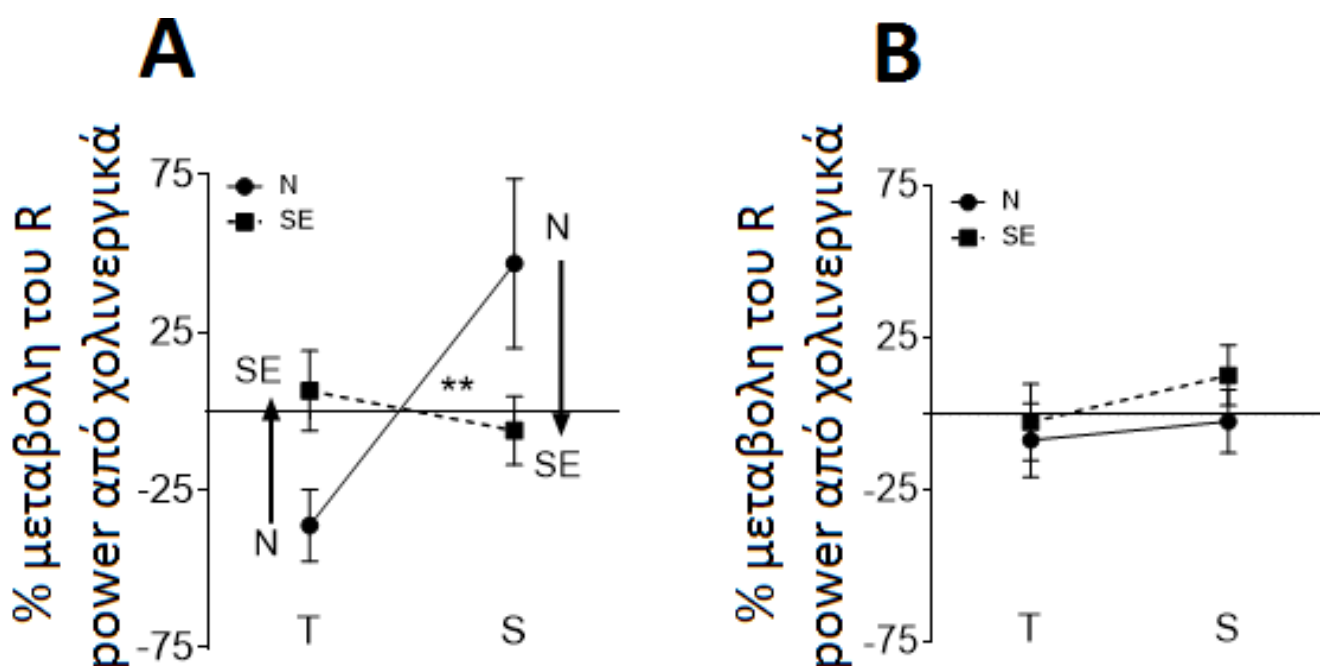 A
% μεταβολη του R
power από χολινεργικά
75
25
-25
-75
N
SE
SE
N
**
N
SE
T
S
B
% μεταβολη του R
power από χολινεργικά
75
25
-25
-75
N
SE
T
S